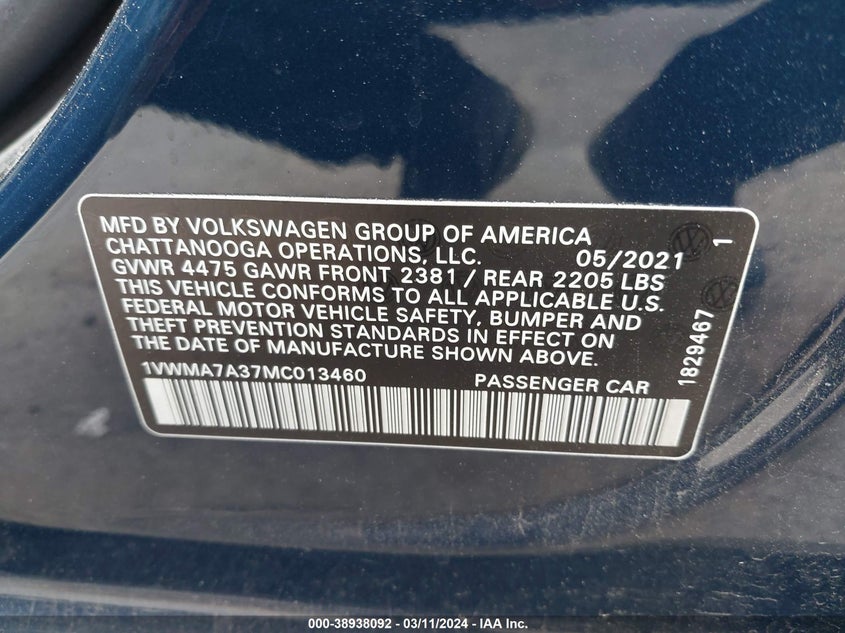 MFD BY VOLKSWAGEN GROUP OF AMERICA
CHATTANOOGA OPERATIONS, LLC. 05/2021
GVWR 4475 GAWR FRONT 2381 / REAR 2205 LBS
THIS VEHICLE CONFORMS TO ALL APPLICABLE U.S.
FEDERAL MOTOR VEHICLE SAFETY, BUMPER AND
THEFT PREVENTION STANDARDS IN EFFECT ON
THE DATE OF MANUFACTURE SHOWN ABOVE.
1VWMA7A37MC013460 PASSENGER CAR
1829467 1
000-38938092 - 03/11/2024 - IAA Inc.